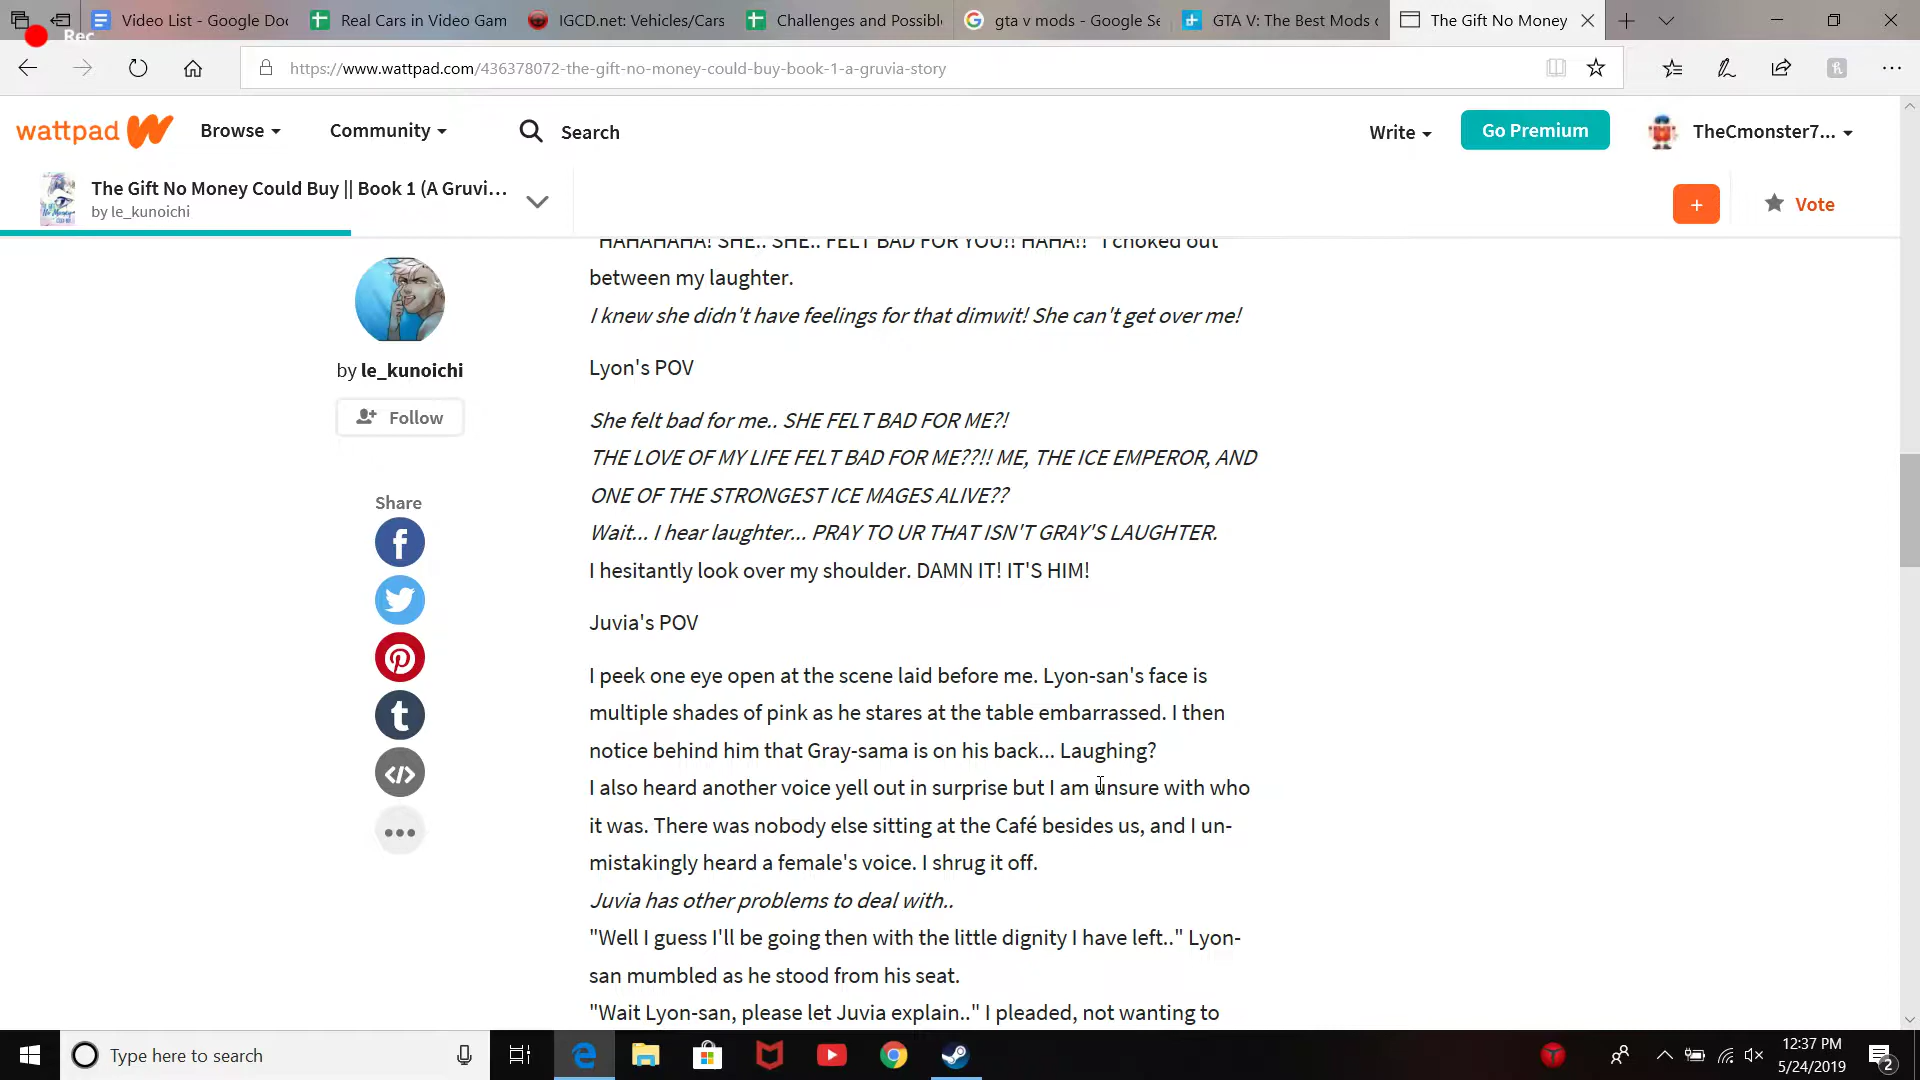 Video List - Google Doc
Real Cars in Video Gam
IGCD.net: Vehicles/Cars
Challenges and Possibl
gta v mods - Google Se
GTA V: The Best Mods
The Gift No Money
Rec
https://www.wattpad.com/436378072-the-gift-no-money-could-buy-book-1-a-gruvia-story
wattpad
Browse
Community
Search
Write
Go Premium
TheCmonster7...
The Gift No Money Could Buy || Book 1 (A Gruvi...
by le_kunoichi
+
Vote
"HAHAHAHA! SHE.. SHE.. FELT BAD FOR YOU!! HAHA!!" I choked out
between my laughter.
I knew she didn't have feelings for that dimwit! She can't get over me!
Lyon's POV
by le_kunoichi
Follow
She felt bad for me.. SHE FELT BAD FOR ME?!
THE LOVE OF MY LIFE FELT BAD FOR ME??!! ME, THE ICE EMPEROR, AND
ONE OF THE STRONGEST ICE MAGES ALIVE??
Wait... I hear laughter... PRAY TO UR THAT ISN'T GRAY'S LAUGHTER.
I hesitantly look over my shoulder. DAMN IT! IT'S HIM!
Share
Juvia's POV
I peek one eye open at the scene laid before me. Lyon-san's face is
multiple shades of pink as he stares at the table embarrassed. I then
notice behind him that Gray-sama is on his back... Laughing?
I also heard another voice yell out in surprise but I am unsure with who
it was. There was nobody else sitting at the Café besides us, and I un-
mistakingly heard a female's voice. I shrug it off.
Juvia has other problems to deal with..
"Well I guess I'll be going then with the little dignity I have left.." Lyon-
san mumbled as he stood from his seat.
"Wait Lyon-san, please let Juvia explain.." I pleaded, not wanting to
Type here to search
12:37 PM
5/24/2019
2